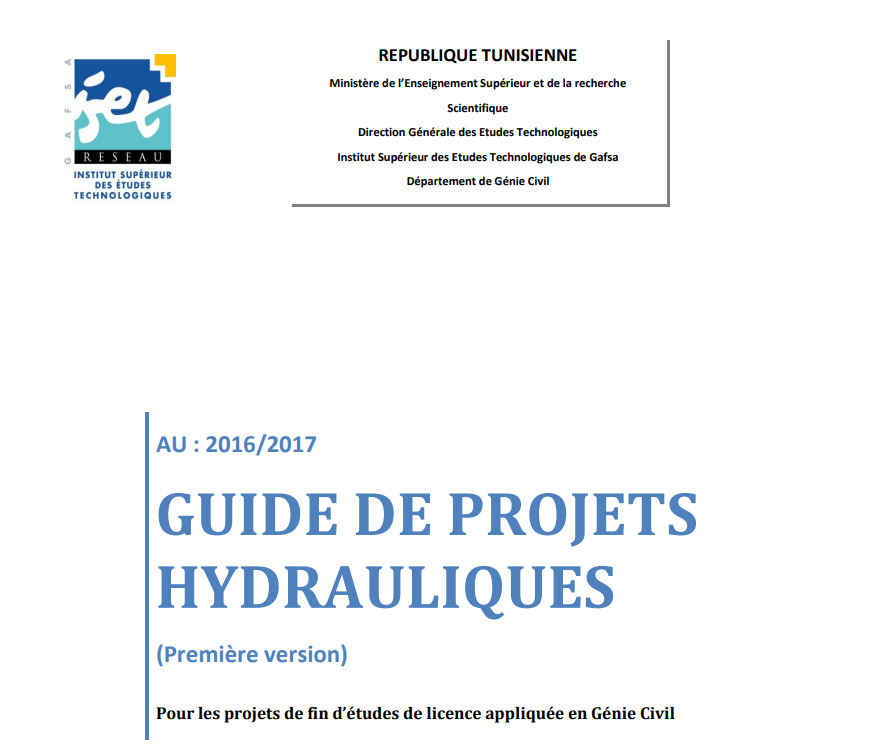 GAFSA
iset
RESEAU
INSTITUT SUPÉRIEUR
DES ÉTUDES
TECHNOLOGIQUES
REPUBLIQUE TUNISIENNE
Ministère de l’Enseignement Supérieur et de la recherche
Scientifique
Direction Générale des Etudes Technologiques
Institut Supérieur des Etudes Technologiques de Gafsa
Département de Génie Civil
AU : 2016/2017
GUIDE DE PROJETS
HYDRAULIQUES
(Première version)
Pour les projets de fin d’études de licence appliquée en Génie Civil